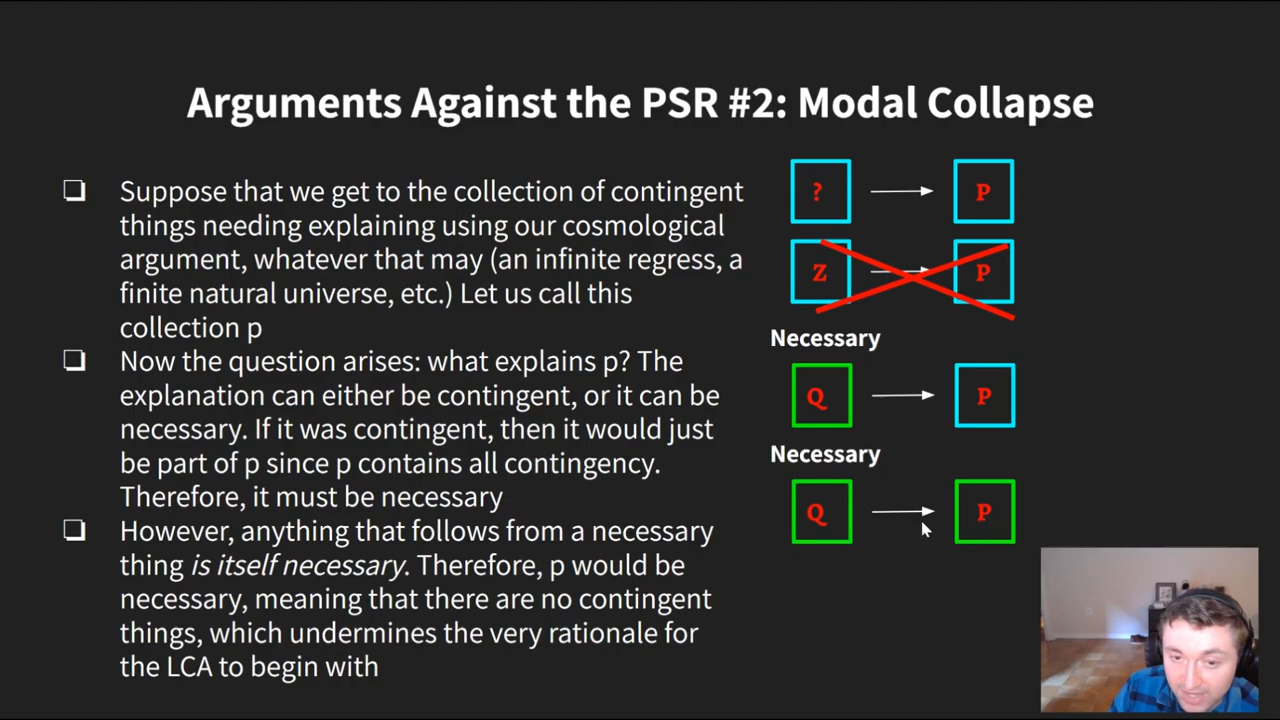 Arguments Against the PSR #2: Modal Collapse
Suppose that we get to the collection of contingent
things needing explaining using our cosmological
argument, whatever that may (an infinite regress, a
finite natural universe, etc.) Let us call this
collection p
Now the question arises: what explains p? The
explanation can either be contingent, or it can be
necessary. If it was contingent, then it would just
be part of p since p contains all contingency.
Therefore, it must be necessary
However, anything that follows from a necessary
thing is itself necessary. Therefore, p would be
necessary, meaning that there are no contingent
things, which undermines the very rationale for
the LCA to begin with
? P
Z P
Necessary
Q P
Necessary
Q P